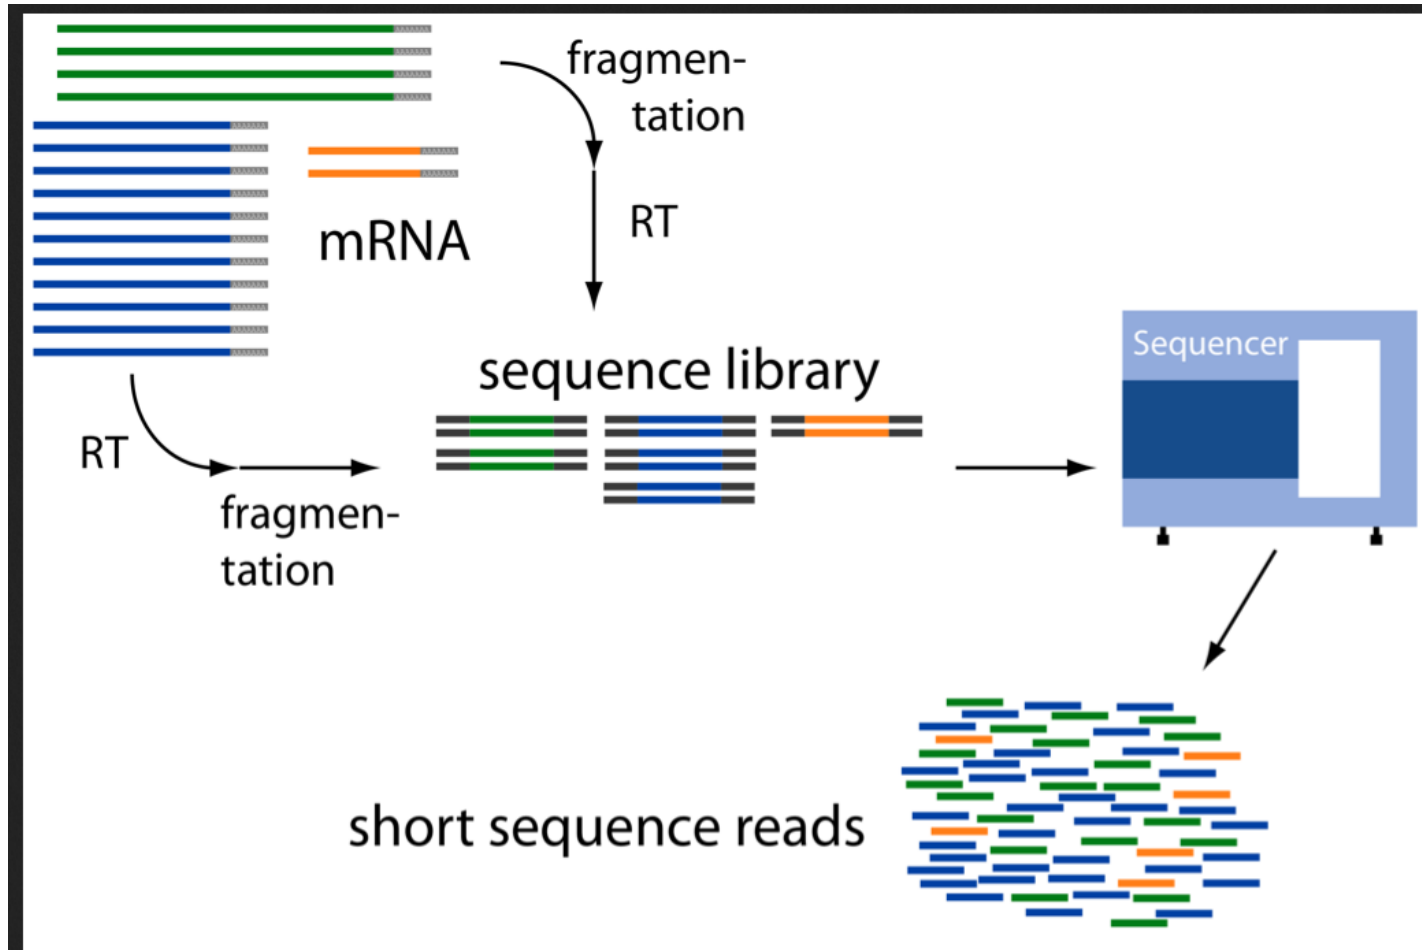 fragmen-
tation
RT
mRNA
sequence library
Sequencer
RT
fragmen-
tation
short sequence reads